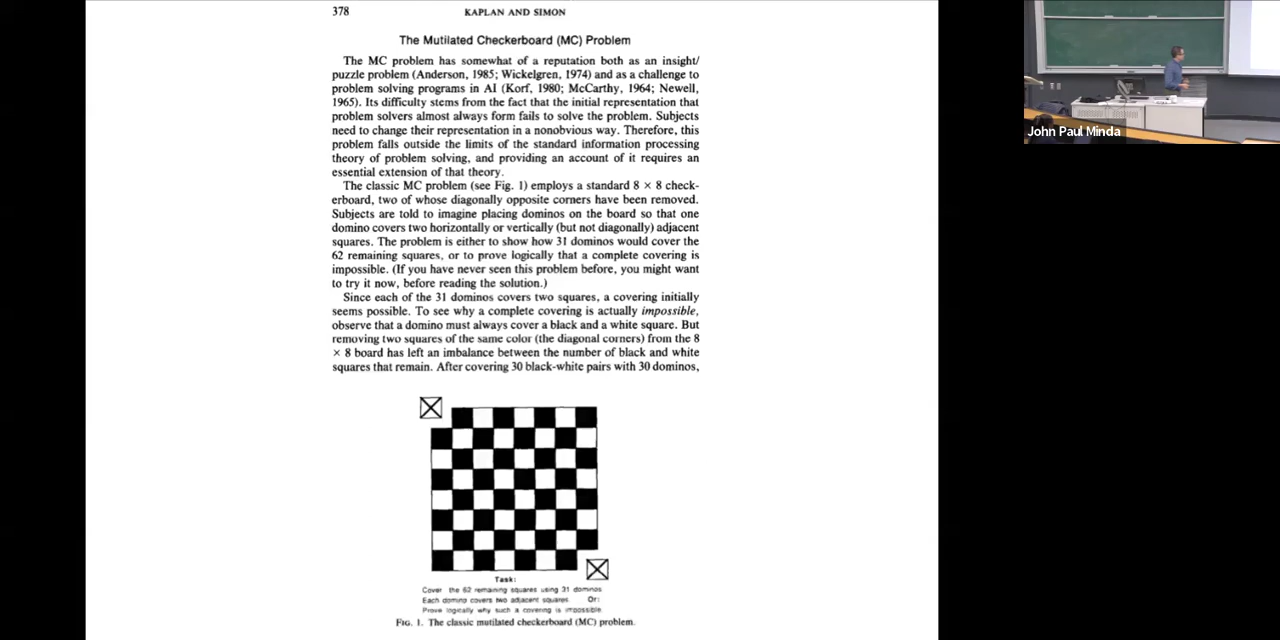 378
KAPLAN AND SIMON
The Mutilated Checkerboard (MC) Problem
The MC problem has somewhat of a reputation both as an insight/
puzzle problem (Anderson, 1985; Wickelgren, 1974) and as a challenge to
problem solving programs in AI (Korf, 1980; McCarthy, 1964; Newell,
1965). Its difficulty stems from the fact that the initial representation that
problem solvers almost always form fails to solve the problem. Subjects
need to change their representation in a nonobvious way. Therefore, this
problem falls outside the limits of the standard information processing
theory of problem solving, and providing an account of it requires an
essential extension of that theory.
The classic MC problem (see Fig. 1) employs a standard 8 × 8 check-
erboard, two of whose diagonally opposite corners have been removed.
Subjects are told to imagine placing dominos on the board so that one
domino covers two horizontally or vertically (but not diagonally) adjacent
squares. The problem is either to show how 31 dominos would cover the
62 remaining squares, or to prove logically that a complete covering is
impossible. (If you have never seen this problem before, you might want
to try it now, before reading the solution.)
Since each of the 31 dominos covers two squares, a covering initially
seems possible. To see why a complete covering is actually impossible,
observe that a domino must always cover a black and a white square. But
removing two squares of the same color (the diagonal corners) from the 8
× 8 board has left an imbalance between the number of black and white
squares that remain. After covering 30 black-white pairs with 30 dominos,
Task:
Cover the 62 remaining squares using 31 dominos
Each domino covers two adjacent squares. Or:
Prove logically why such a covering is impossible
FIG. 1. The classic mutilated checkerboard (MC) problem.
John Paul Minda